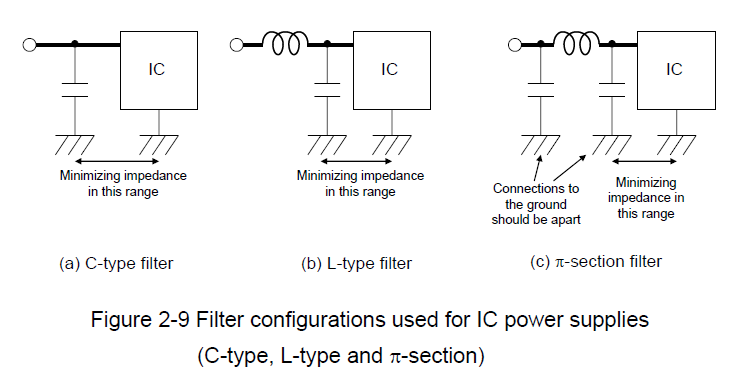 IC
IC
IC
Minimizing impedance
in this range
Minimizing impedance
in this range
Connections to
the ground
should be apart
Minimizing
impedance in
this range
(a) C-type filter
(b) L-type filter
(c) π-section filter
Figure 2-9 Filter configurations used for IC power supplies
(C-type, L-type and π-section)